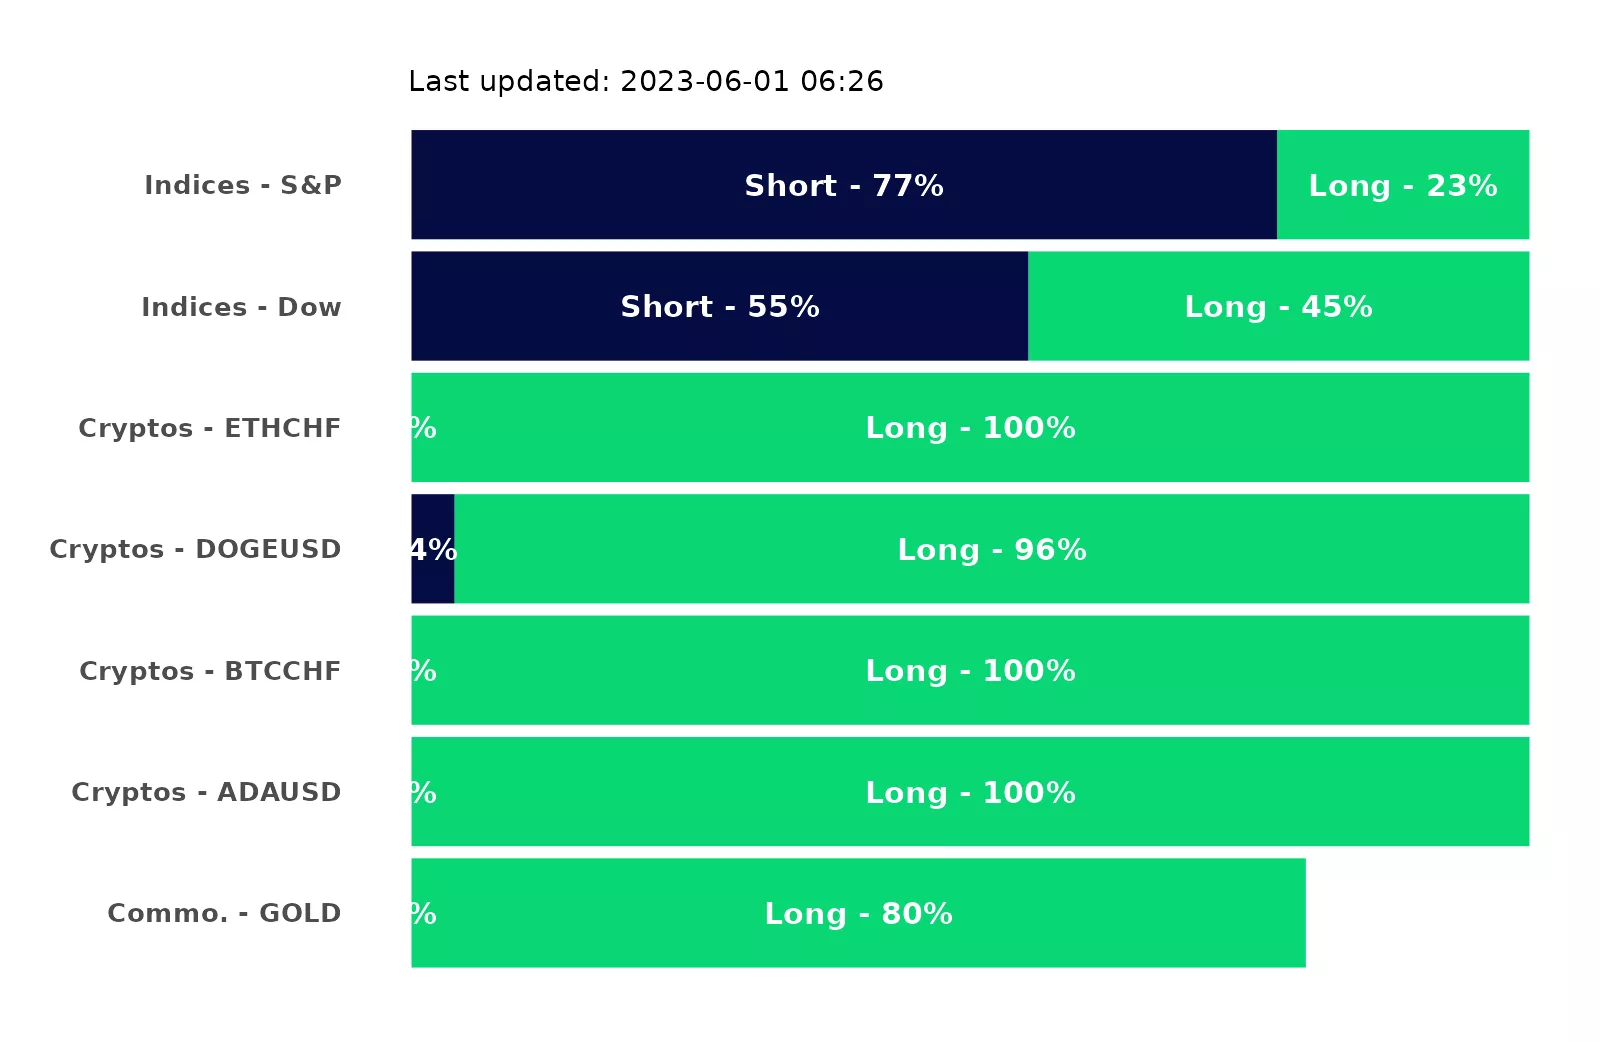 Last updated: 2023-06-01 06:26
Indices - S&P Short - 77% Long - 23%
Indices - Dow Short - 55% Long - 45%
Cryptos - ETHCHF % Long - 100%
Cryptos - DOGEUSD 4% Long - 96%
Cryptos - BTCCHF % Long - 100%
Cryptos - ADAUSD % Long - 100%
Commo. - GOLD % Long - 80%